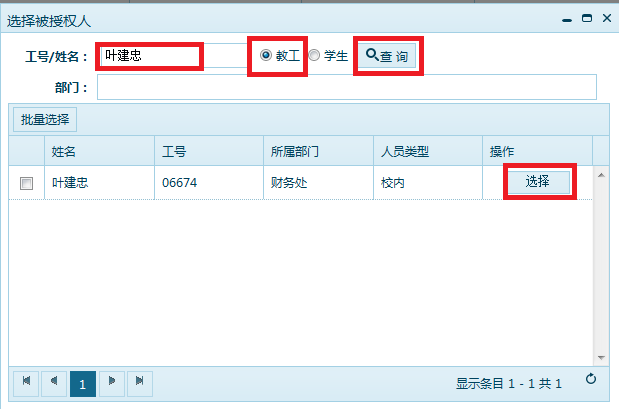 选择被授权人
工号/姓名： 叶建忠 教工 学生 查 询
部门：
批量选择
姓名 工号 所属部门 人员类型 操作
叶建忠 06674 财务处 校内 选择
1 显示条目 1 - 1 共 1